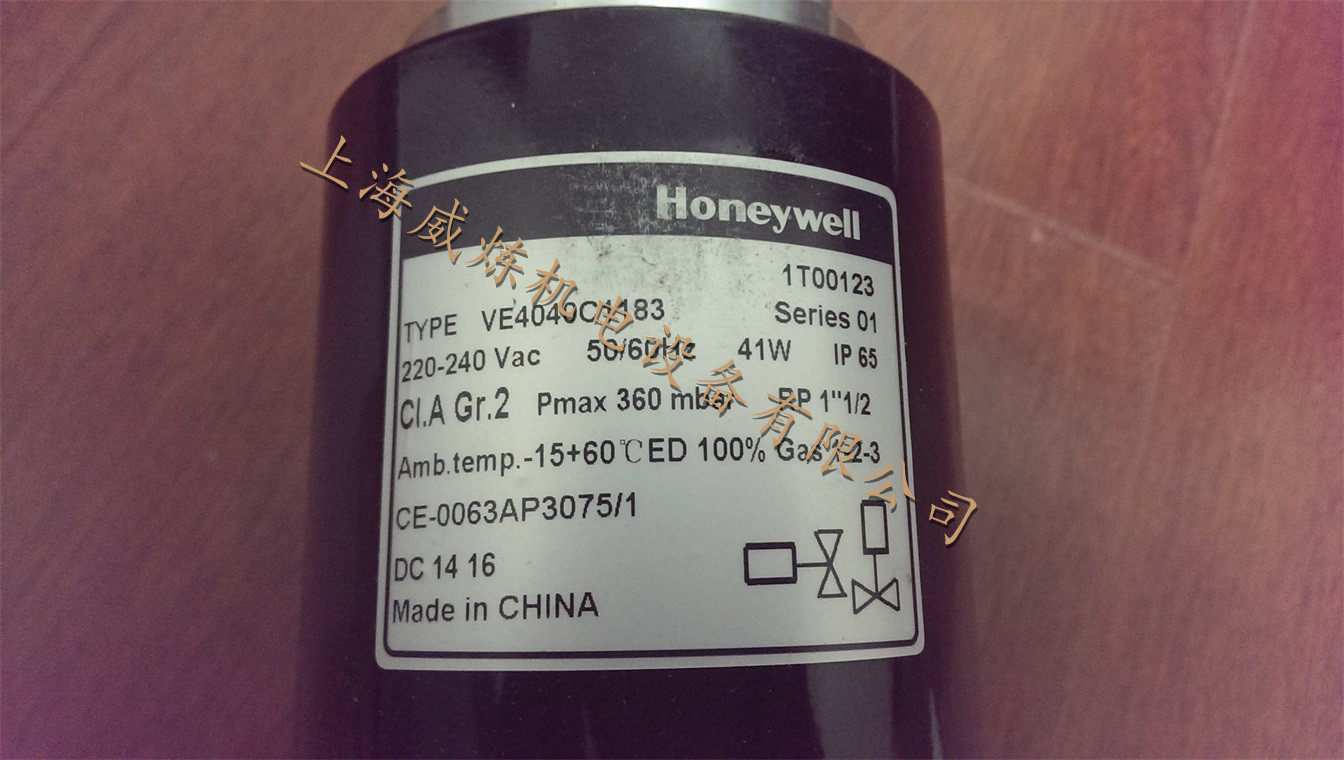 Honeywell
1T00123
TYPE VE4040C1183 Series 01
220-240 Vac 50/60Hz 41W IP 65
Cl.A Gr.2 Pmax 360 mbar RP 1"1/2
Amb.temp.-15+60℃ ED 100% Gas 1-2-3
CE-0063AP3075/1
DC 14 16
Made in CHINA
上海威炼机电设备有限公司